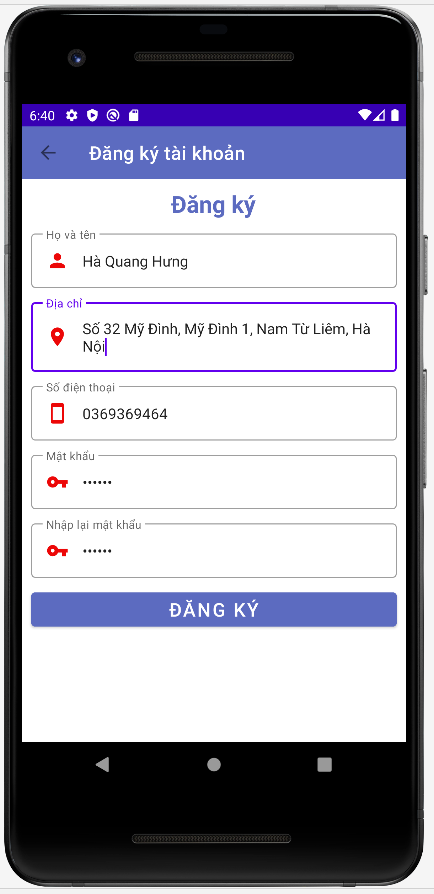 6:40
Đăng ký tài khoản
Đăng ký
Họ và tên
Hà Quang Hưng
Địa chỉ
Số 32 Mỹ Đình, Mỹ Đình 1, Nam Từ Liêm, Hà
Nội
Số điện thoại
0369369464
Mật khẩu
••••••
Nhập lại mật khẩu
••••••
ĐĂNG KÝ